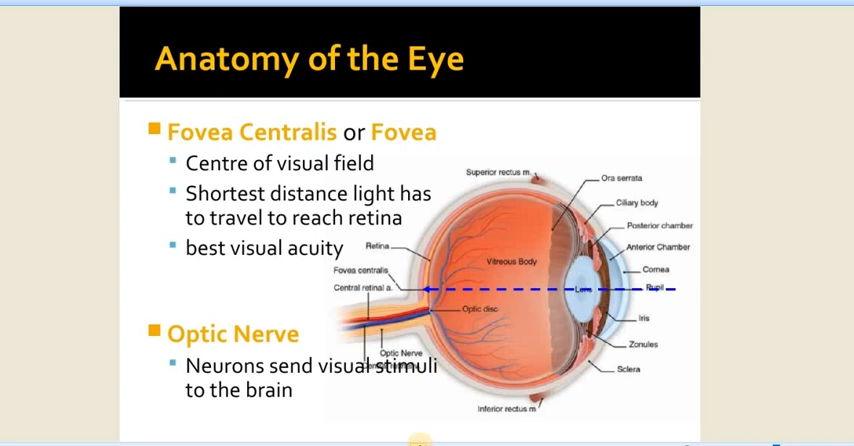 Anatomy of the Eye
Fovea Centralis or Fovea
Centre of visual field
Shortest distance light has
to travel to reach retina
best visual acuity
Optic Nerve
Neurons send visual stimuli
to the brain
Superior rectus m.
Ora serrata
Ciliary body
Posterior chamber
Anterior Chamber
Cornea
Pupil
Iris
Zonules
Sclera
Retina
Fovea centralis
Central retinal a.
Vitreous Body
Lens
Optic disc
Optic Nerve
Inferior rectus m